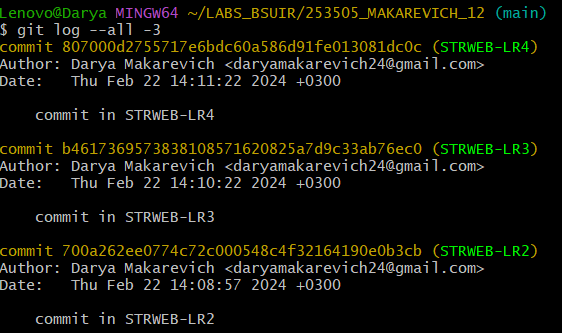 Lenovo@Darya MINGW64 ~/LABS_BSUIR/253505_MAKAREVICH_12 (main)
$ git log --all -3
commit 807000d2755717e6bdc60a586d91fe013081dc0c (STRWEB-LR4)
Author: Darya Makarevich <daryamakarevich24@gmail.com>
Date:   Thu Feb 22 14:11:22 2024 +0300
    commit in STRWEB-LR4
commit b4617369573838108571620825a7d9c33ab76ec0 (STRWEB-LR3)
Author: Darya Makarevich <daryamakarevich24@gmail.com>
Date:   Thu Feb 22 14:10:22 2024 +0300
    commit in STRWEB-LR3
commit 700a262ee0774c72c000548c4f32164190e0b3cb (STRWEB-LR2)
Author: Darya Makarevich <daryamakarevich24@gmail.com>
Date:   Thu Feb 22 14:08:57 2024 +0300
    commit in STRWEB-LR2